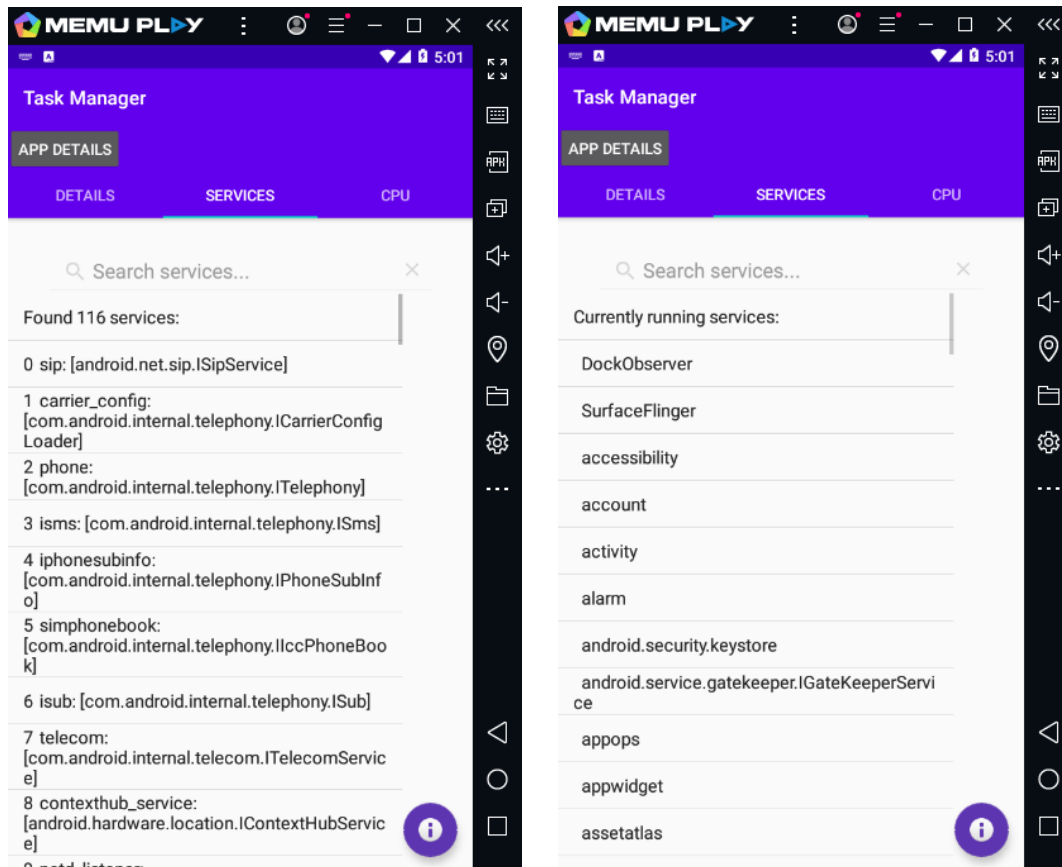 MEMU PLAY
5:01
Task Manager
APP DETAILS
DETAILS SERVICES CPU
Search services...
Found 116 services:
0 sip: [android.net.sip.ISipService]
1 carrier_config:
[com.android.internal.telephony.ICarrierConfig
Loader]
2 phone:
[com.android.internal.telephony.ITelephony]
3 isms: [com.android.internal.telephony.ISms]
4 iphonesubinfo:
[com.android.internal.telephony.IPhoneSubInf
o]
5 simphonebook:
[com.android.internal.telephony.IIccPhoneBoo
k]
6 isub: [com.android.internal.telephony.ISub]
7 telecom:
[com.android.internal.telecom.ITelecomServic
e]
8 contexthub_service:
[android.hardware.location.IContextHubServic
e]
APK
MEMU PLAY
5:01
Task Manager
APP DETAILS
DETAILS SERVICES CPU
Search services...
Currently running services:
DockObserver
SurfaceFlinger
accessibility
account
activity
alarm
android.security.keystore
android.service.gatekeeper.IGateKeeperServi
ce
appops
appwidget
assetatlas
APK